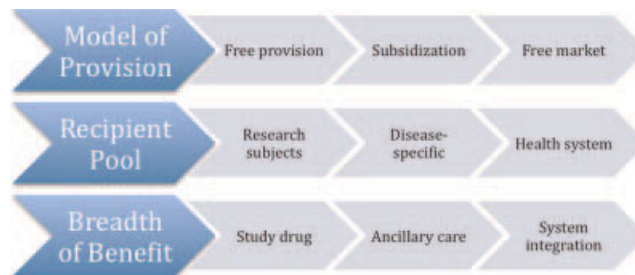 Model of
Provision
Free provision
Subsidization
Free market
Recipient
Pool
Research
subjects
Disease-
specific
Health system
Breadth
of Benefit
Study drug
Ancillary care
System
integration